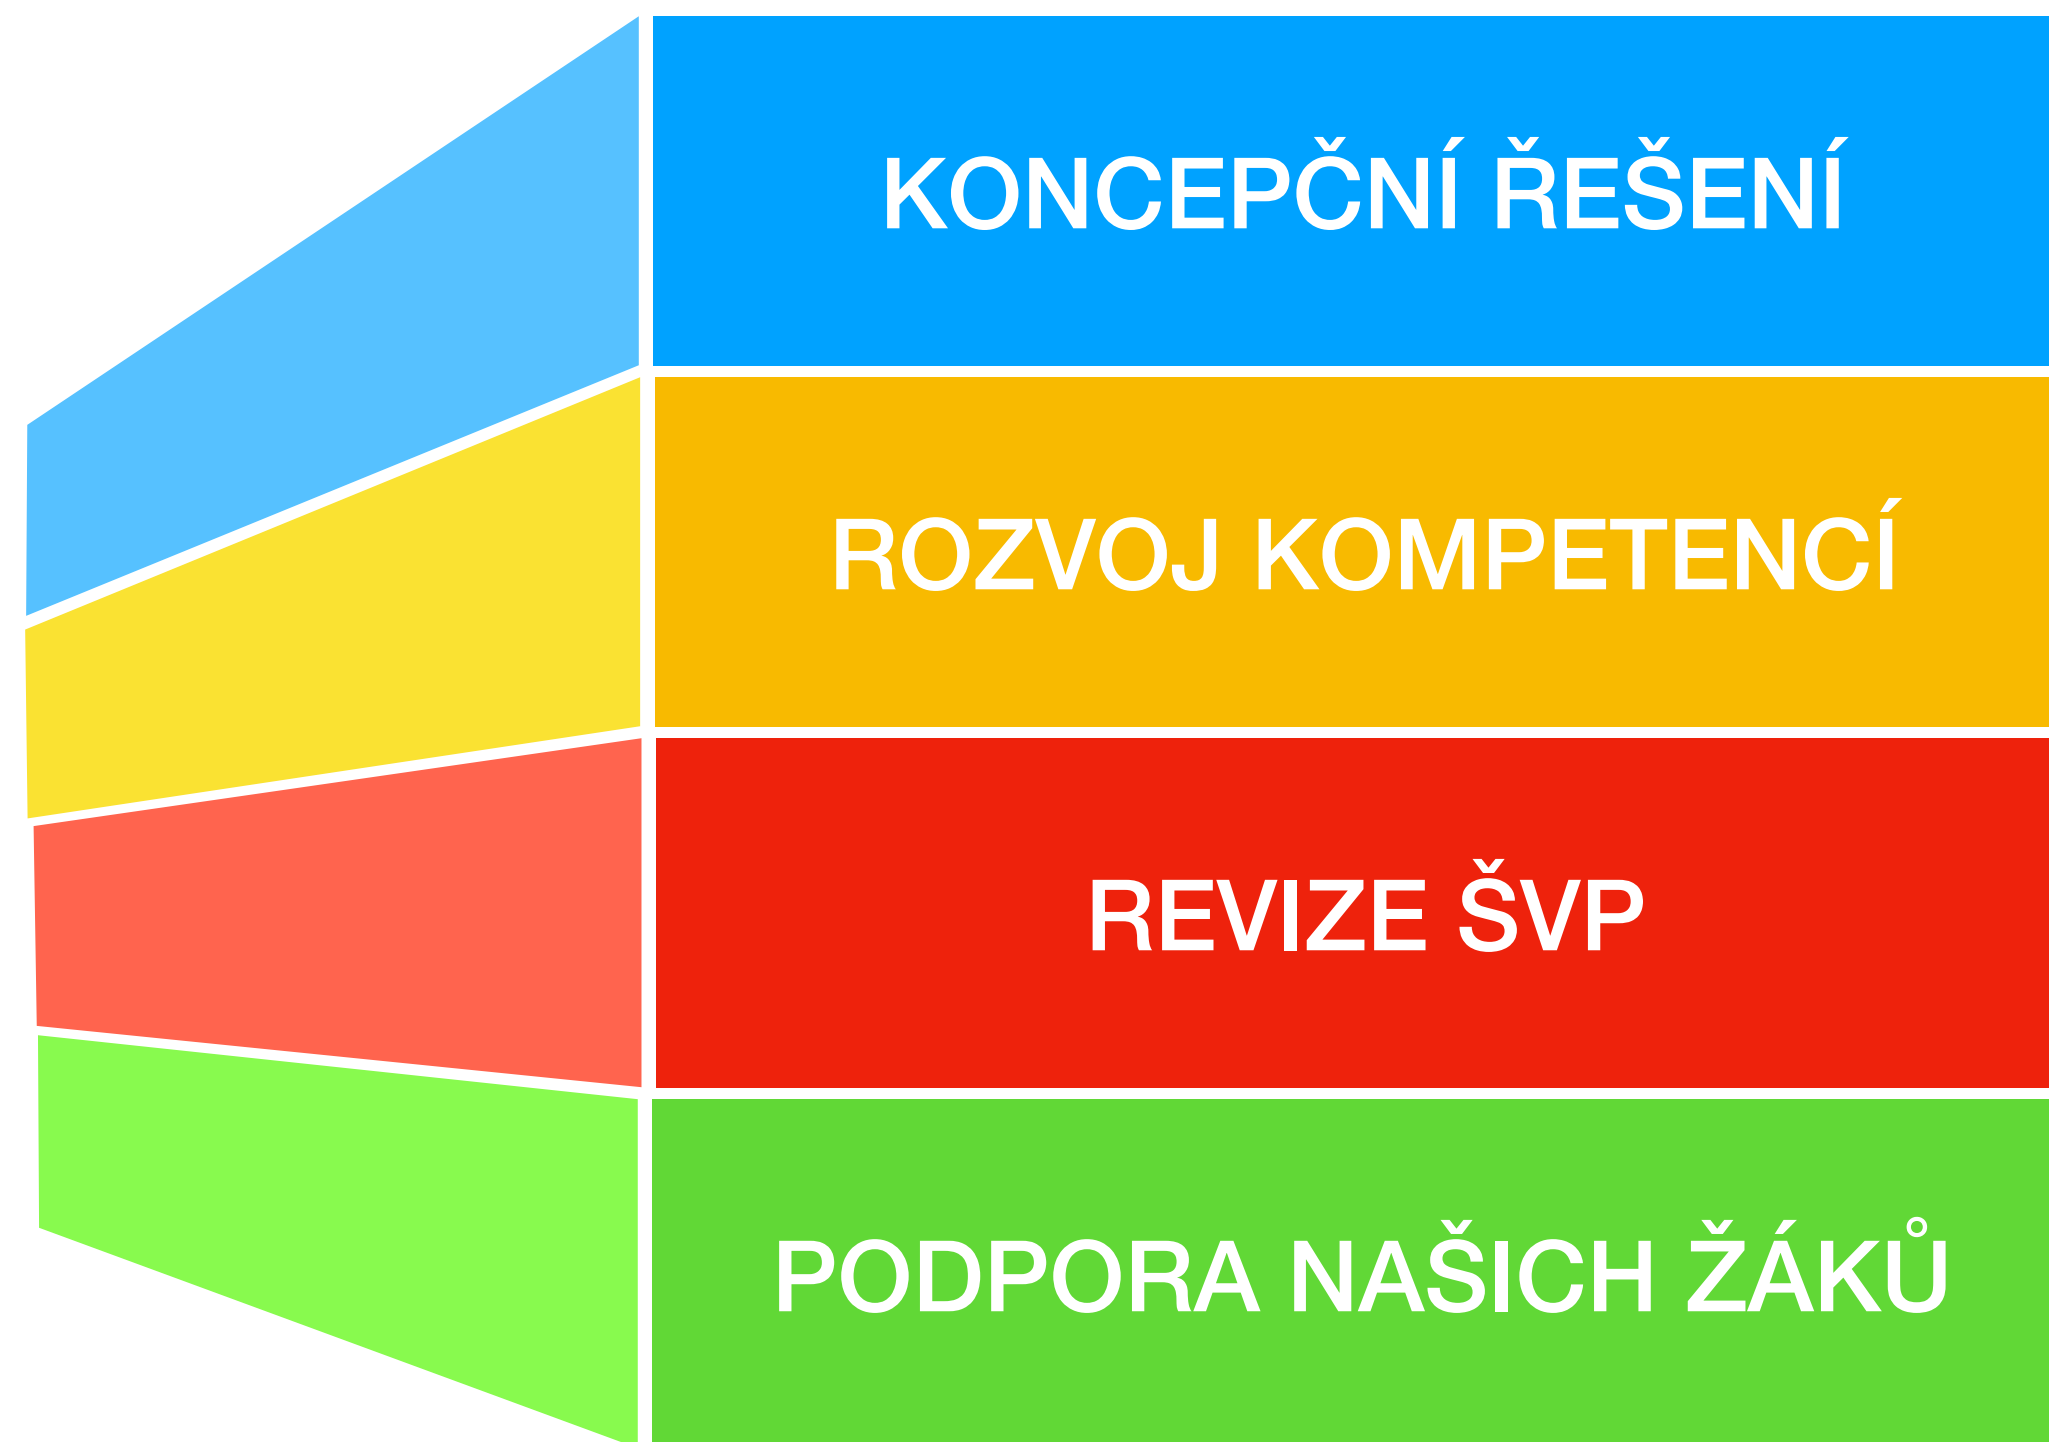 KONCEPČNÍ ŘEŠENÍ
ROZVOJ KOMPETENCÍ
REVIZE ŠVP
PODPORA NAŠICH ŽÁKŮ